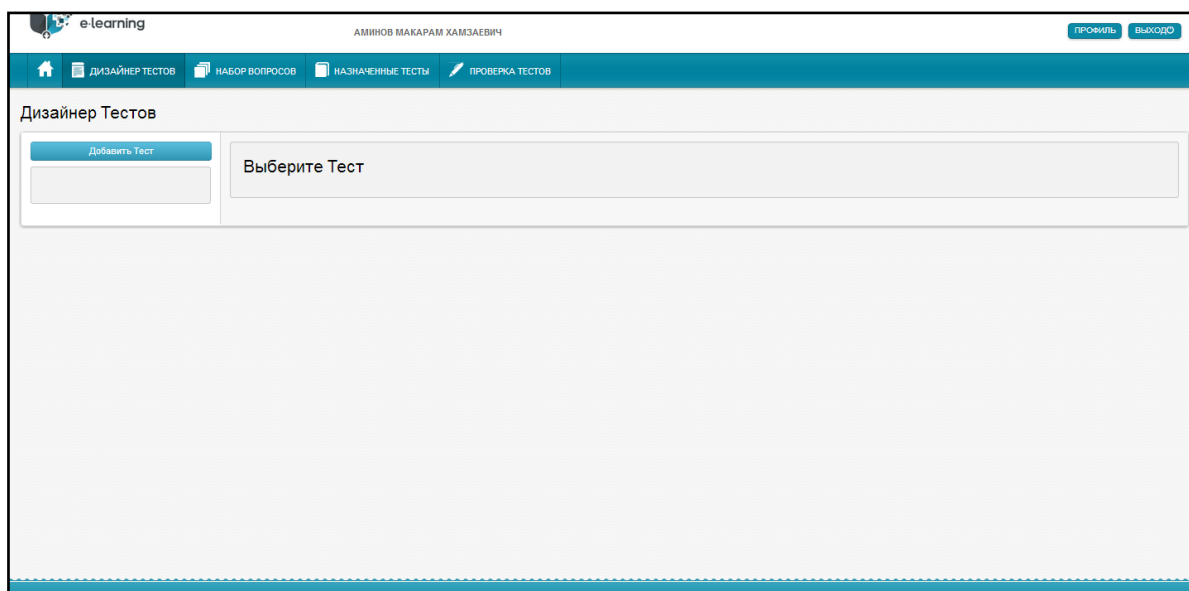 e-learning
АМИНОВ МАКАРАМ ХАМЗАЕВИЧ
ПРОФИЛЬ
ВЫХОД
ДИЗАЙНЕР ТЕСТОВ
НАБОР ВОПРОСОВ
НАЗНАЧЕННЫЕ ТЕСТЫ
ПРОВЕРКА ТЕСТОВ
Дизайнер Тестов
Добавить Тест
Выберите Тест